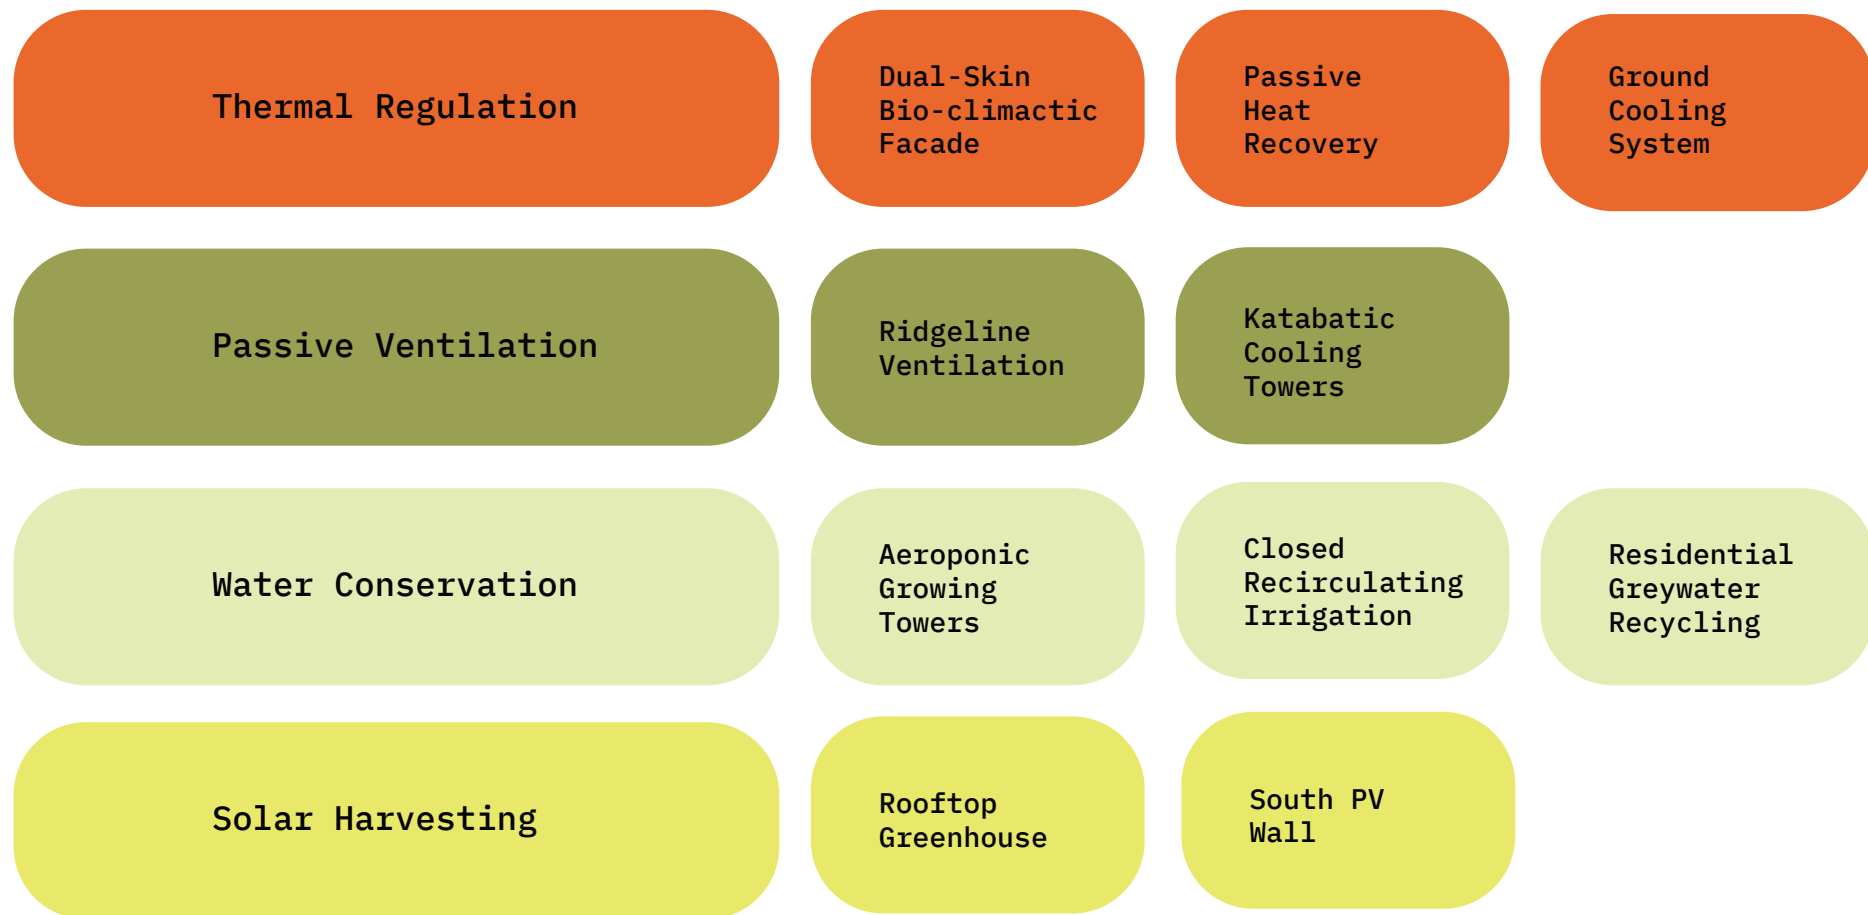 Thermal Regulation
Dual-Skin
Bio-climactic
Facade
Passive
Heat
Recovery
Ground
Cooling
System
Passive Ventilation
Ridgeline
Ventilation
Katabatic
Cooling
Towers
Water Conservation
Aeroponic
Growing
Towers
Closed
Recirculating
Irrigation
Residential
Greywater
Recycling
Solar Harvesting
Rooftop
Greenhouse
South PV
Wall